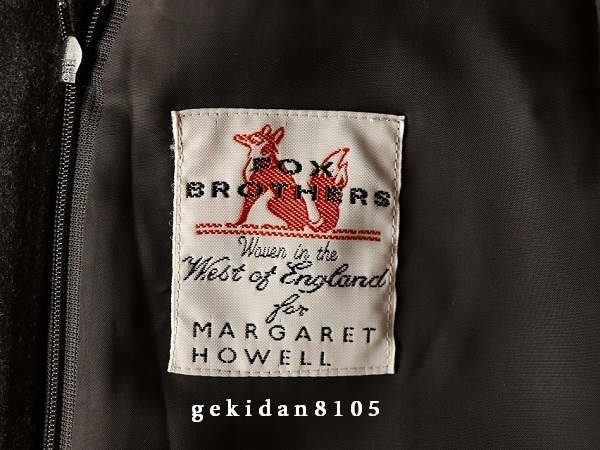 FOX
BROTHERS
Woven in the
West of England
for
MARGARET
HOWELL
gekidan8105